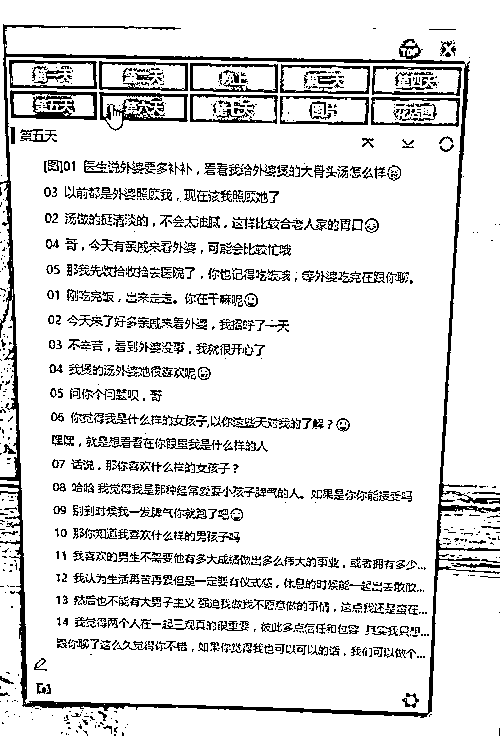 TOP
第一天 第二天 晚上 第三天 第四天
第五天 第六天 第七天 图片
第五天
[图]01 医生说外婆要多补补，看看我给外婆煲的大骨头汤怎么样
03 以前都是外婆照顾我，现在该我照顾她了
02 汤做的挺清淡的，不会太油腻，这样比较合老人家的胃口
04 哥，今天有亲戚来看外婆，可能会比较忙哦
05 那我先收拾收拾去医院了，你也记得吃饭哦；等外婆吃完在跟你聊。
01 刚吃完饭，出来走走。你在干嘛呢
02 今天来了好多亲戚来看外婆，我招呼了一天
03 不辛苦，看到外婆没事，我就很开心了
04 我煲的汤外婆她很喜欢呢
05 问你个问题呗，哥
06 你觉得我是什么样的女孩子,以你这些天对我的了解？
嘿嘿，就是想看看在你眼里我是什么样的人
07 话说，那你喜欢什么样的女孩子？
08 哈哈 我觉得我是那种经常爱耍小孩子脾气的人。如果是你你能接受吗
09 别到时候我一发脾气你就跑了吧
10 那你知道我喜欢什么样的男孩子吗
11 我喜欢的男生不需要他有多大成绩做出多么伟大的事业，或者拥有多少...
12 我认为生活再苦再累但是一定要有仪式感，休息的时候能一起出去散散...
13 然后也不能有大男子主义 强迫我做我不愿意做的事情，这点我还是蛮在...
14 我觉得两个人在一起三观真的很重要，彼此多点信任和包容 其实我只想...
跟你聊了这么久觉得你不错，如果你觉得我也可以可以的话，我们可以做个...